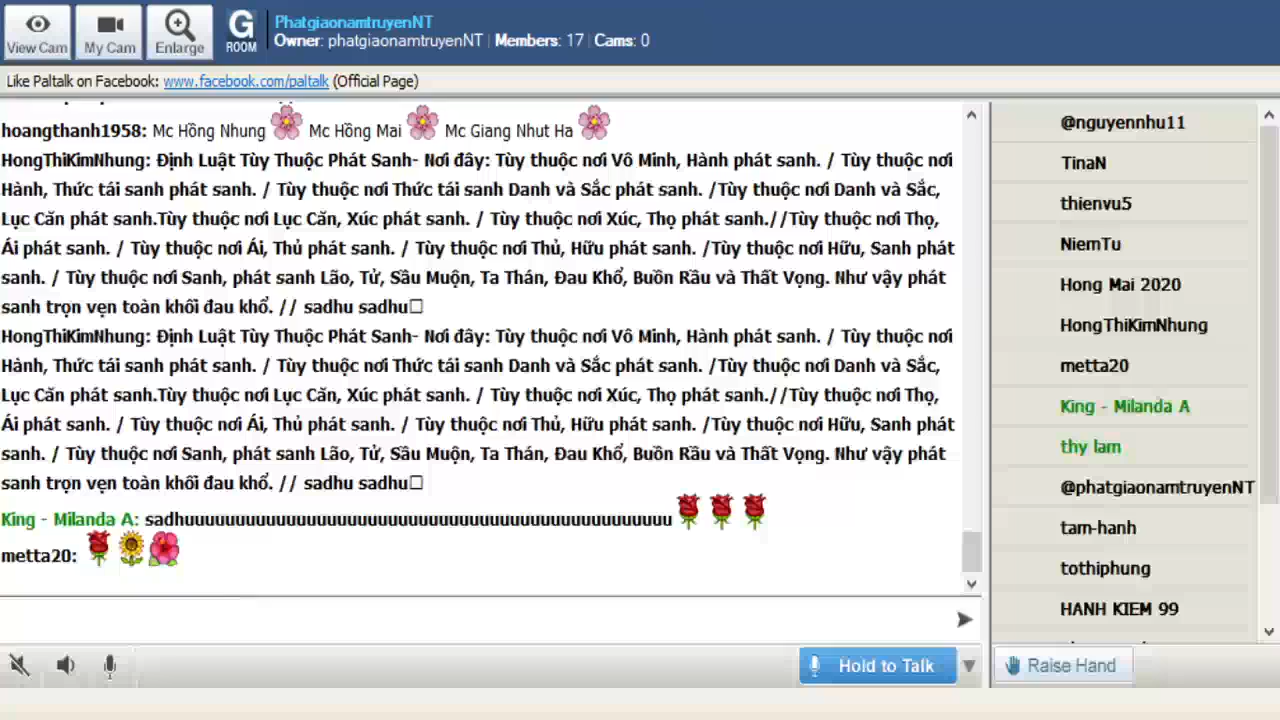 View Cam
My Cam
Enlarge
G
ROOM
PhatgiaonamtruyenNT
Owner: phatgiaonamtruyenNT | Members: 17 | Cams: 0
Like Paltalk on Facebook: www.facebook.com/paltalk (Official Page)
hoangthanh1958: Mc Hồng Nhung Mc Hồng Mai Mc Giang Nhut Ha
HongThiKimNhung: Định Luật Tùy Thuộc Phát Sanh- Nơi đây: Tùy thuộc nơi Vô Minh, Hành phát sanh. / Tùy thuộc nơi
Hành, Thức tái sanh phát sanh. / Tùy thuộc nơi Thức tái sanh Danh và Sắc phát sanh. /Tùy thuộc nơi Danh và Sắc,
Lục Căn phát sanh.Tùy thuộc nơi Lục Căn, Xúc phát sanh. / Tùy thuộc nơi Xúc, Thọ phát sanh.//Tùy thuộc nơi Thọ,
Ái phát sanh. / Tùy thuộc nơi Ái, Thủ phát sanh. / Tùy thuộc nơi Thủ, Hữu phát sanh. /Tùy thuộc nơi Hữu, Sanh phát
sanh. / Tùy thuộc nơi Sanh, phát sanh Lão, Tử, Sầu Muộn, Ta Thán, Đau Khổ, Buồn Rầu và Thất Vọng. Như vậy phát
sanh trọn vẹn toàn khối đau khổ. // sadhu sadhu
HongThiKimNhung: Định Luật Tùy Thuộc Phát Sanh- Nơi đây: Tùy thuộc nơi Vô Minh, Hành phát sanh. / Tùy thuộc nơi
Hành, Thức tái sanh phát sanh. / Tùy thuộc nơi Thức tái sanh Danh và Sắc phát sanh. /Tùy thuộc nơi Danh và Sắc,
Lục Căn phát sanh.Tùy thuộc nơi Lục Căn, Xúc phát sanh. / Tùy thuộc nơi Xúc, Thọ phát sanh.//Tùy thuộc nơi Thọ,
Ái phát sanh. / Tùy thuộc nơi Ái, Thủ phát sanh. / Tùy thuộc nơi Thủ, Hữu phát sanh. /Tùy thuộc nơi Hữu, Sanh phát
sanh. / Tùy thuộc nơi Sanh, phát sanh Lão, Tử, Sầu Muộn, Ta Thán, Đau Khổ, Buồn Rầu và Thất Vọng. Như vậy phát
sanh trọn vẹn toàn khối đau khổ. // sadhu sadhu
King - Milanda A: sadhuuuuuuuuuuuuuuuuuuuuuuuuuuuuuuuuuuuuuuuuuuuuuuuu
metta20:
@nguyennhu11
TinaN
thienvu5
NiemTu
Hong Mai 2020
HongThiKimNhung
metta20
King - Milanda A
thy lam
@phatgiaonamtruyenNT
tam-hanh
tothiphung
HANH KIEM 99
Hold to Talk
Raise Hand